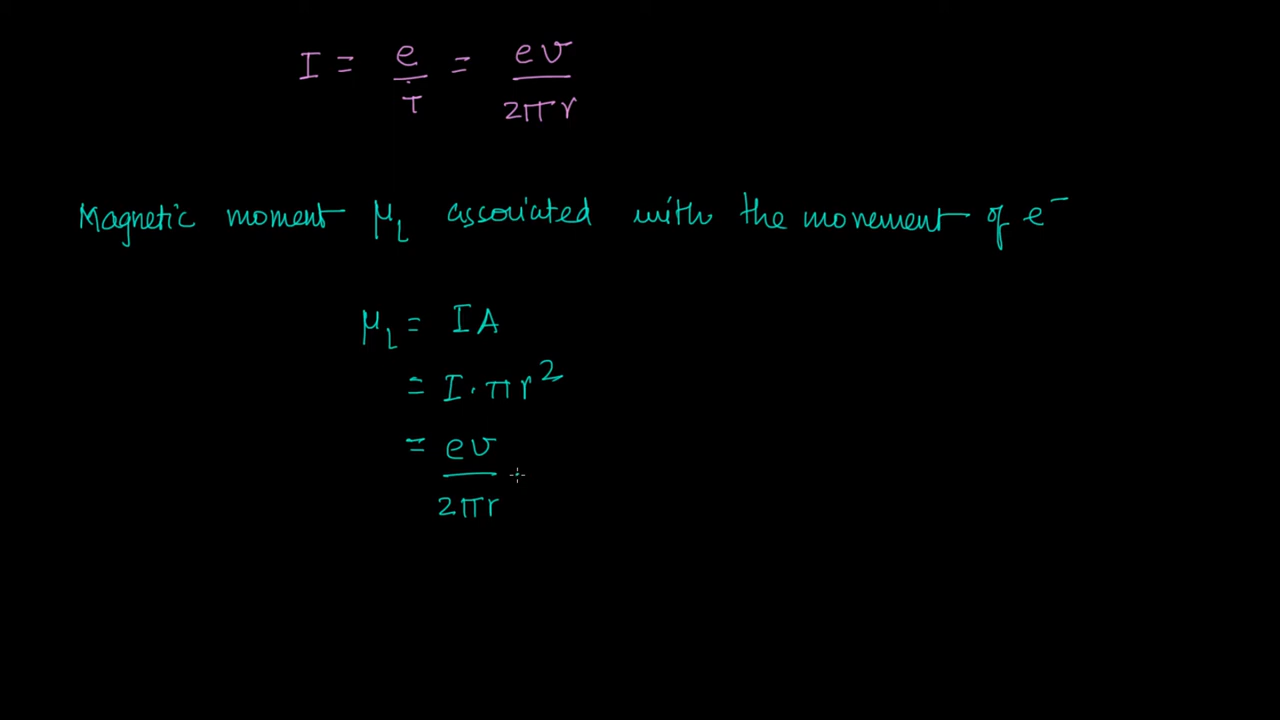 I = e/T = ev/2πr
Magnetic moment μL associated with the movement of e⁻
μL = IA
= I · πr²
= ev/2πr